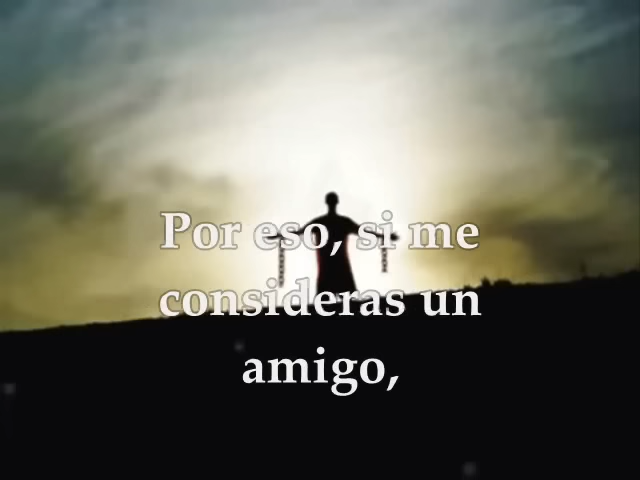 Por eso, si me
consideras un
amigo,